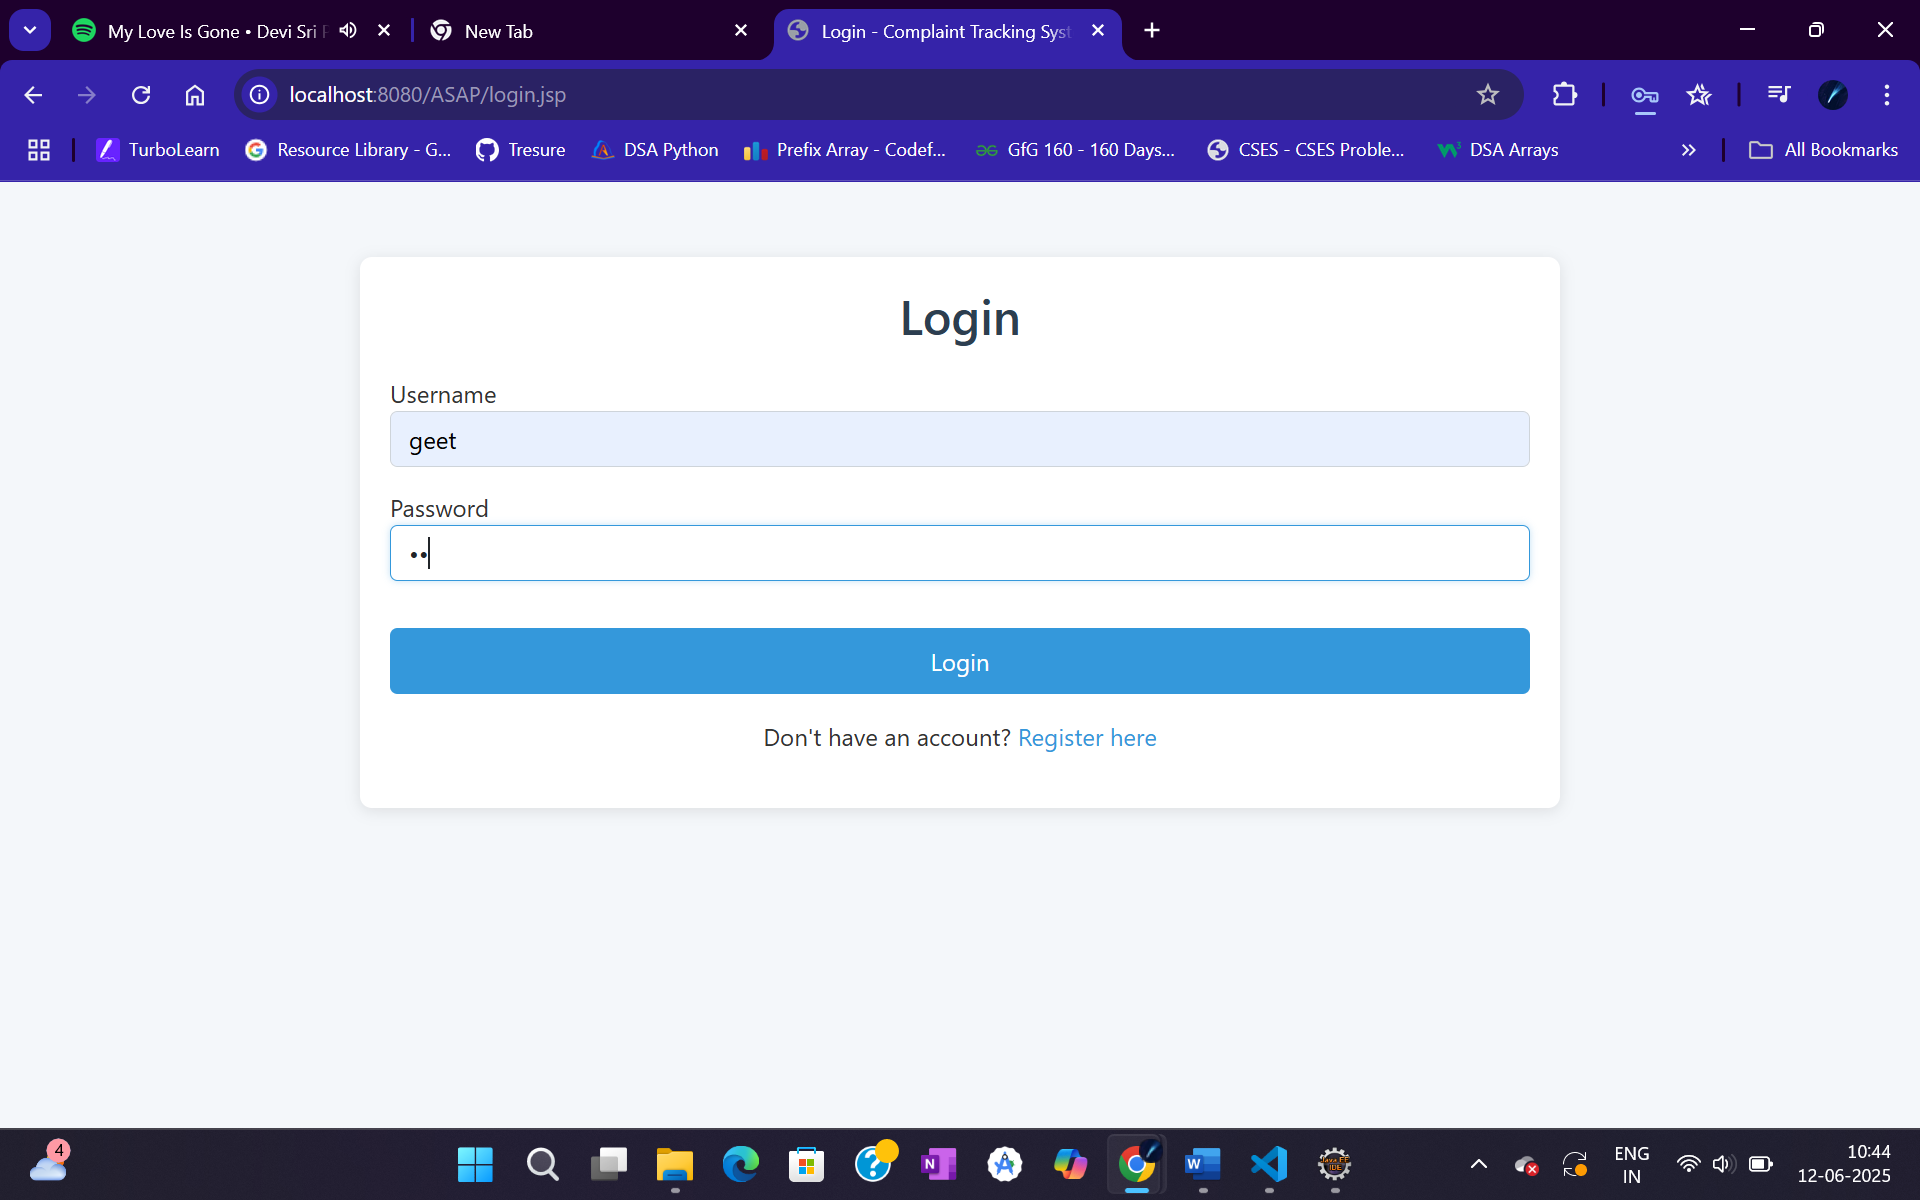 My Love Is Gone • Devi Sri
New Tab
Login - Complaint Tracking Syst
localhost:8080/ASAP/login.jsp
TurboLearn
Resource Library - G...
Tresure
DSA Python
Prefix Array - Codef...
GfG 160 - 160 Days...
CSES - CSES Proble...
DSA Arrays
All Bookmarks
Login
Username
geet
Password
Login
Don't have an account? Register here
4
ENG
IN
10:44
12-06-2025